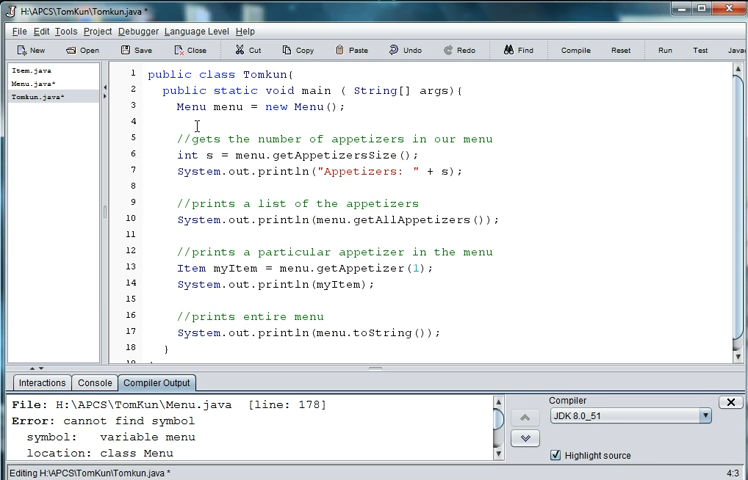 H:\APCS\TomKun\Tomkun.java *
File Edit Tools Project Debugger Language Level Help
New Open Save Close Cut Copy Paste Undo Redo Find Compile Reset Run Test Javac
Item.java
Menu.java*
Tomkun.java*
1 public class Tomkun{
2 public static void main ( String[] args){
3 Menu menu = new Menu();
4
5 //gets the number of appetizers in our menu
6 int s = menu.getAppetizersSize();
7 System.out.println("Appetizers: " + s);
8
9 //prints a list of the appetizers
10 System.out.println(menu.getAllAppetizers());
11
12 //prints a particular appetizer in the menu
13 Item myItem = menu.getAppetizer(1);
14 System.out.println(myItem);
15
16 //prints entire menu
17 System.out.println(menu.toString());
18 }
Interactions Console Compiler Output
File: H:\APCS\TomKun\Menu.java [line: 178]
Error: cannot find symbol
symbol: variable menu
location: class Menu
Compiler
JDK 8.0_51
Highlight source
Editing H:\APCS\TomKun\Tomkun.java * 4:3